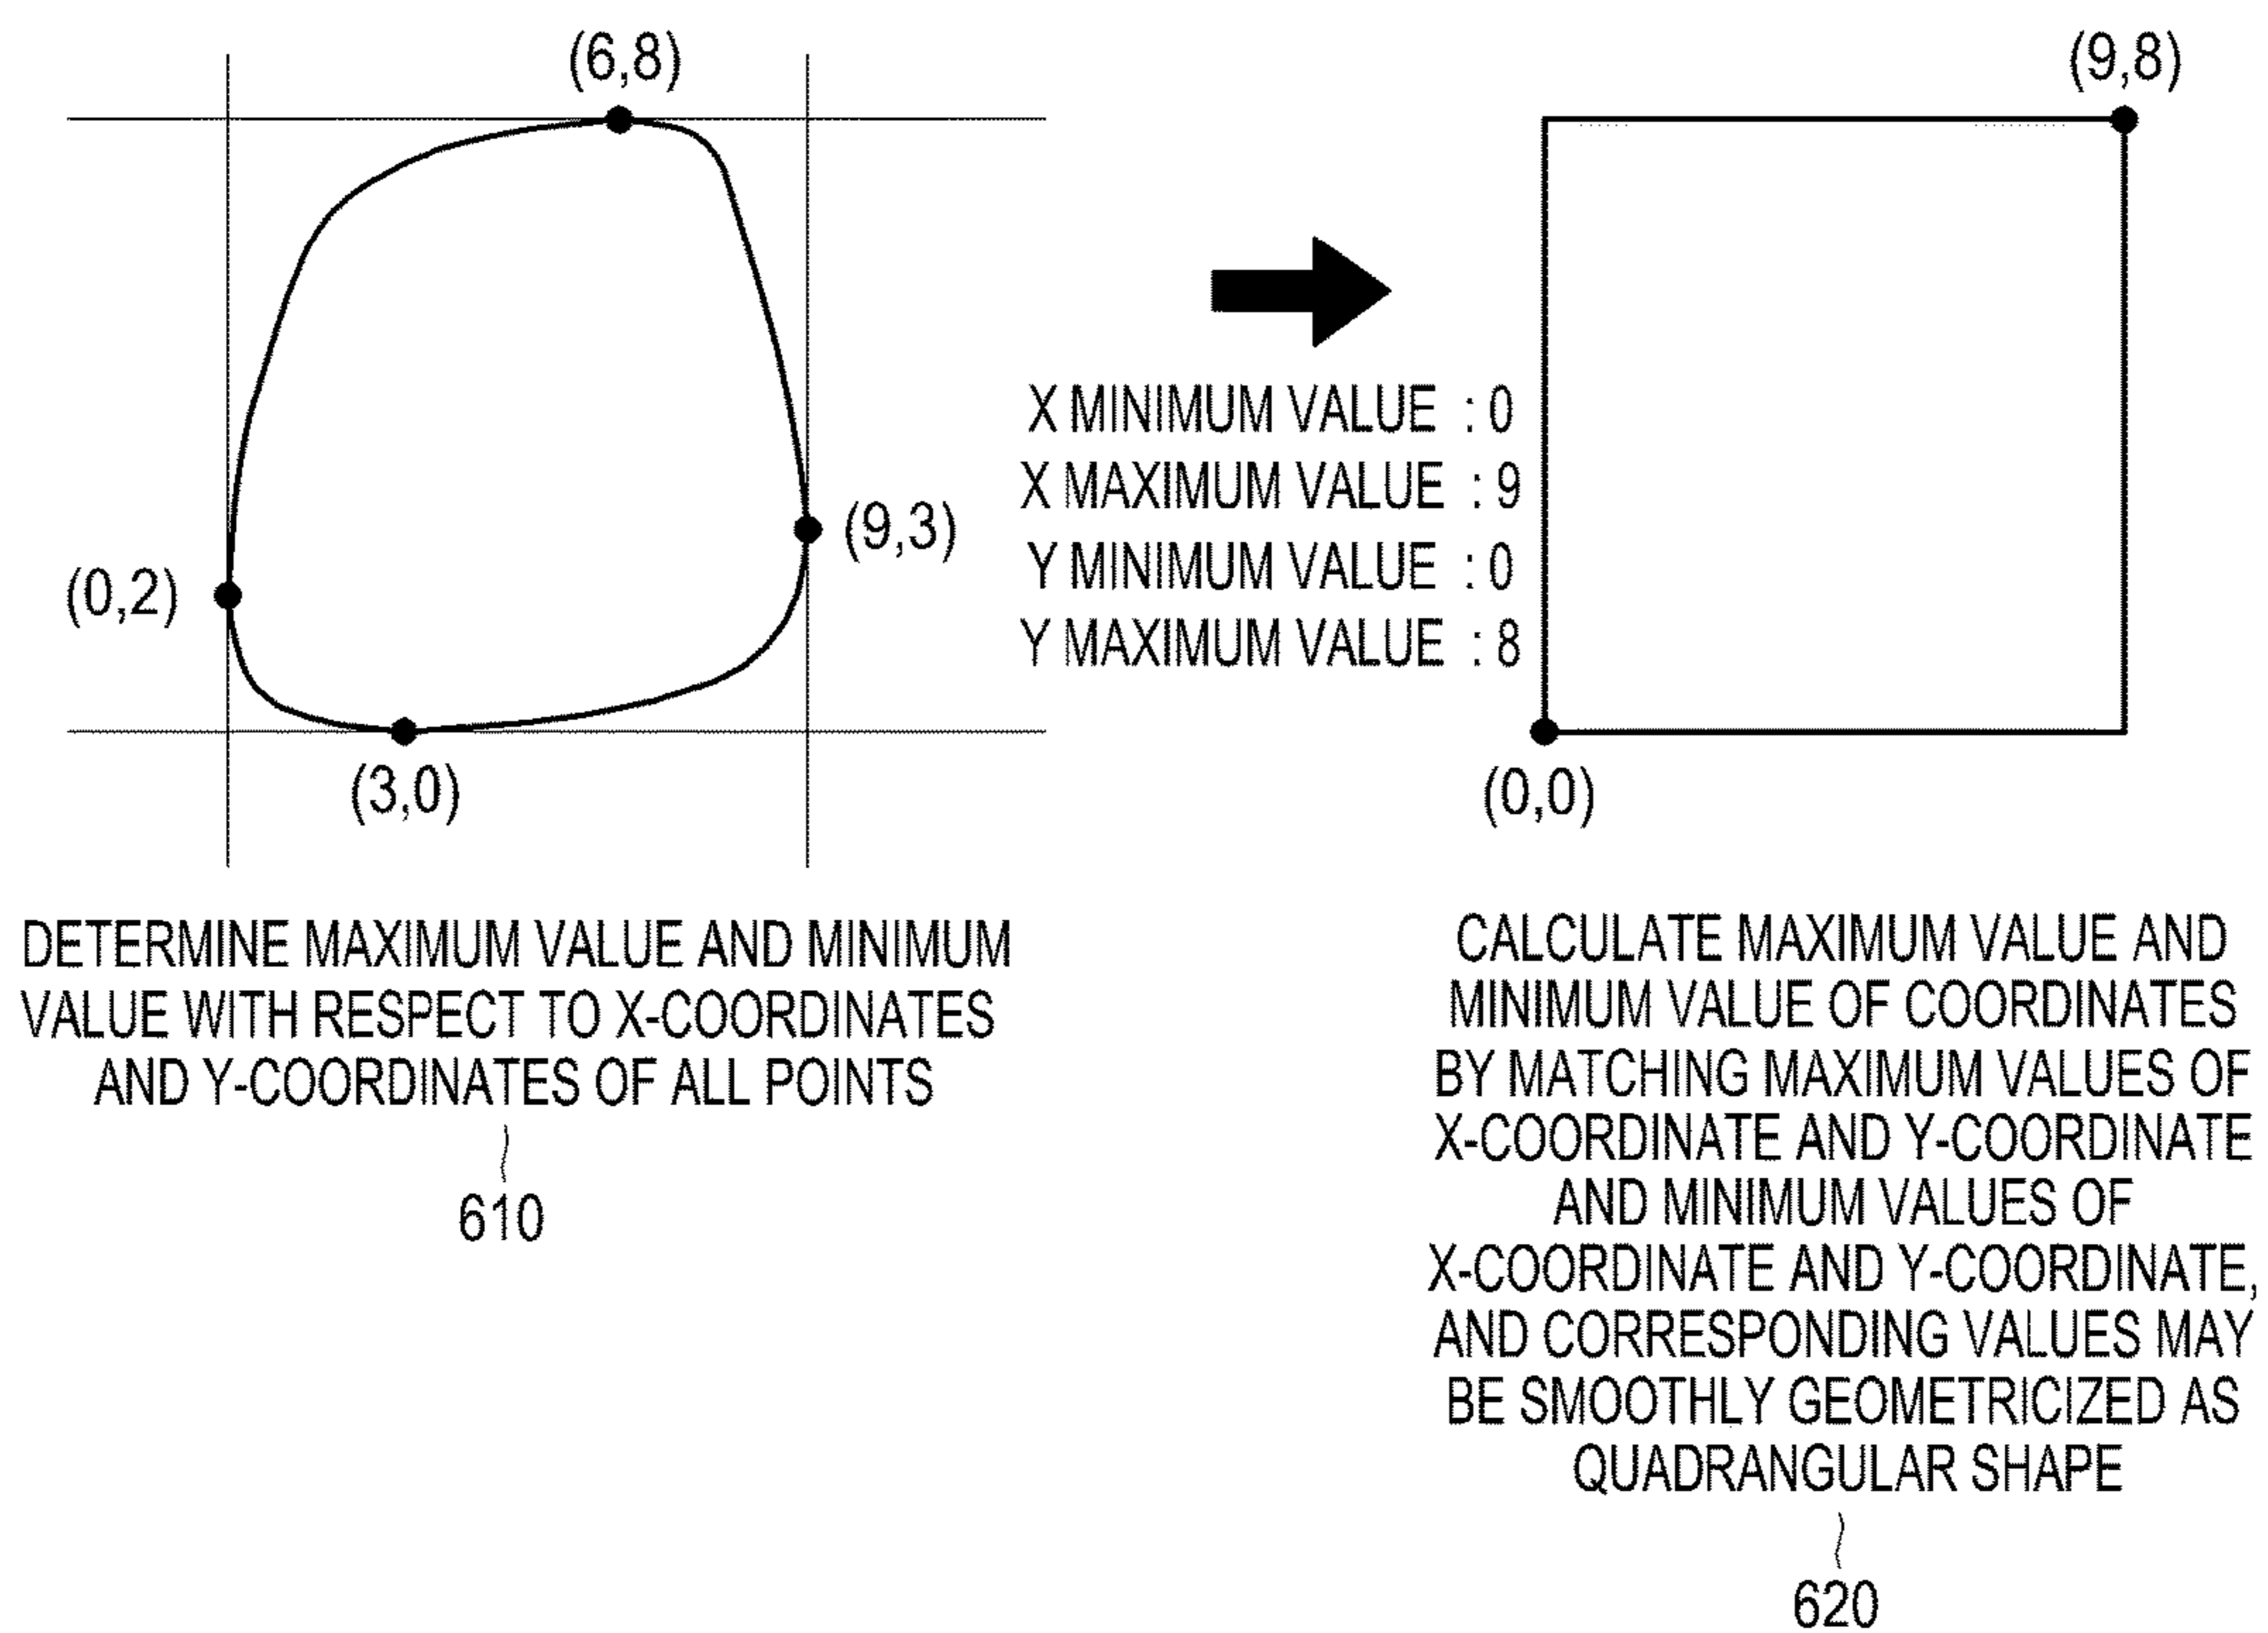 (6,8)
(9,3)
(0,2)
(3,0)
DETERMINE MAXIMUM VALUE AND MINIMUM
VALUE WITH RESPECT TO X-COORDINATES
AND Y-COORDINATES OF ALL POINTS
610
X MINIMUM VALUE : 0
X MAXIMUM VALUE : 9
Y MINIMUM VALUE : 0
Y MAXIMUM VALUE : 8
(9,8)
(0,0)
CALCULATE MAXIMUM VALUE AND
MINIMUM VALUE OF COORDINATES
BY MATCHING MAXIMUM VALUES OF
X-COORDINATE AND Y-COORDINATE
AND MINIMUM VALUES OF
X-COORDINATE AND Y-COORDINATE,
AND CORRESPONDING VALUES MAY
BE SMOOTHLY GEOMETRICIZED AS
QUADRANGULAR SHAPE
620